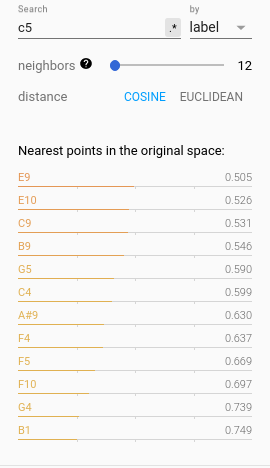 Search by
c5 .* label
neighbors ? 12
distance COSINE EUCLIDEAN
Nearest points in the original space:
E9 0.505
E10 0.526
C9 0.531
B9 0.546
G5 0.590
C4 0.599
A#9 0.630
F4 0.637
F5 0.669
F10 0.697
G4 0.739
B1 0.749